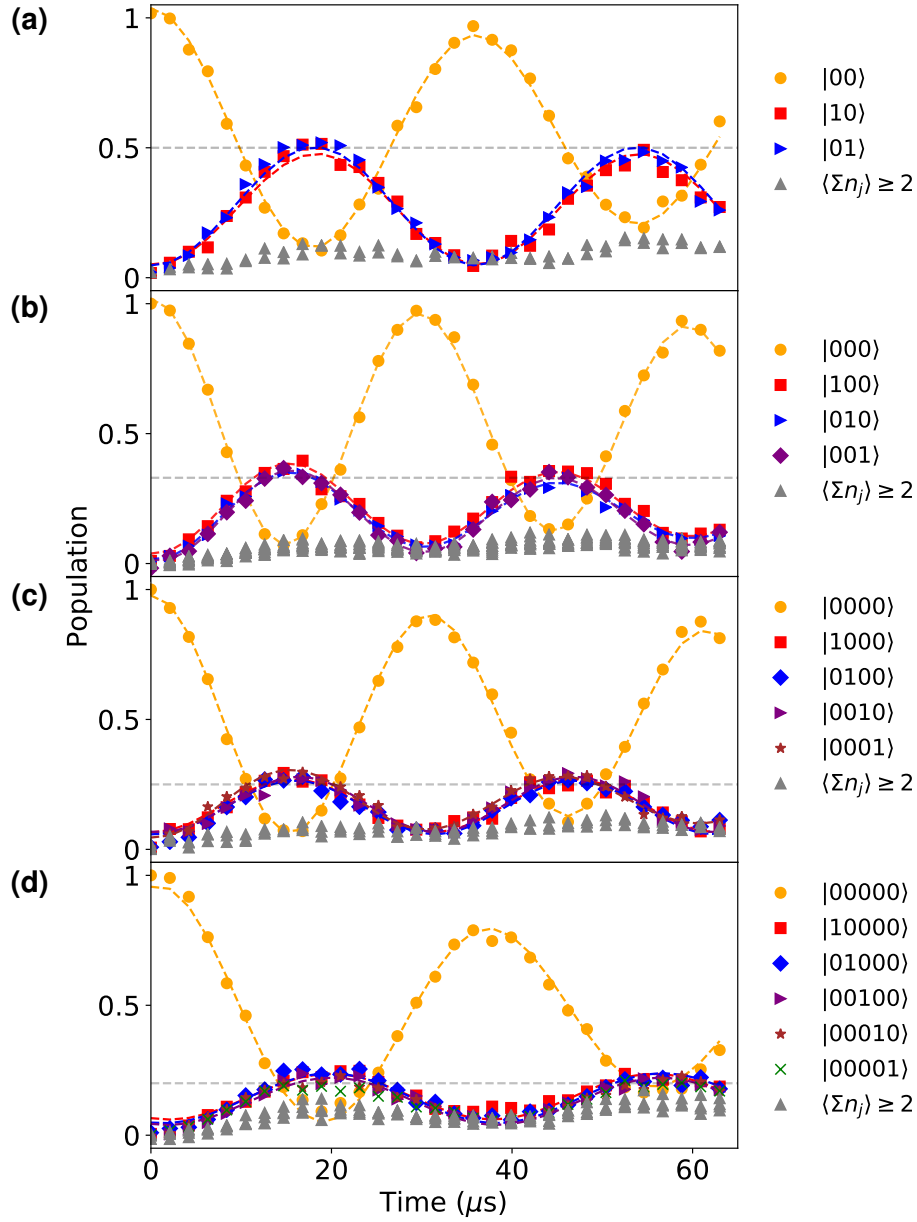 (a)
1
0.5
0
|00⟩
|10⟩
|01⟩
⟨Σn_j⟩ ≥ 2
(b)
1
0.5
0
|000⟩
|100⟩
|010⟩
|001⟩
⟨Σn_j⟩ ≥ 2
Population
(c)
1
0.5
0
|0000⟩
|1000⟩
|0100⟩
|0010⟩
|0001⟩
⟨Σn_j⟩ ≥ 2
(d)
1
0.5
0
|00000⟩
|10000⟩
|01000⟩
|00100⟩
|00010⟩
|00001⟩
⟨Σn_j⟩ ≥ 2
0 20 40 60
Time (μs)